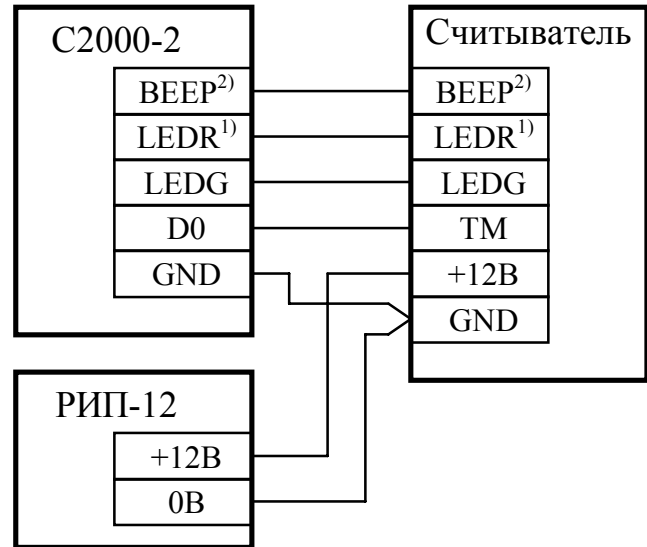 С2000-2
BEEP2)
LEDR1)
LEDG
D0
GND
Считыватель
BEEP2)
LEDR1)
LEDG
TM
+12В
GND
РИП-12
+12В
0В